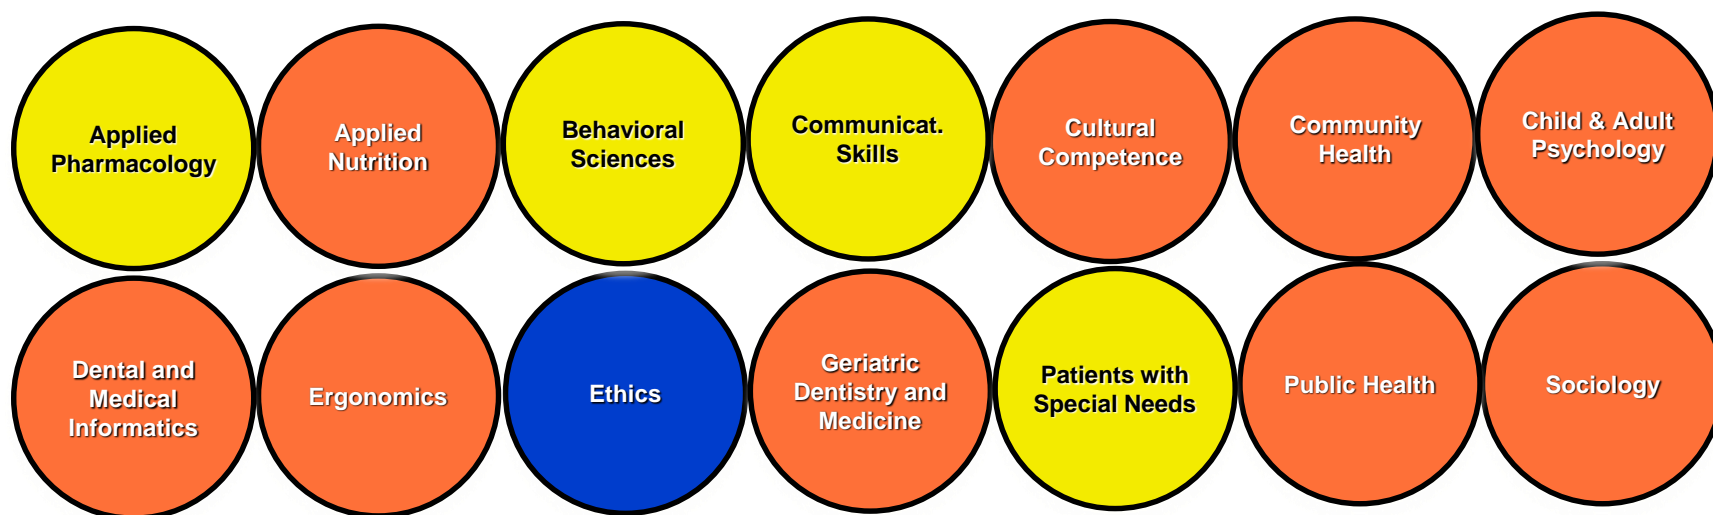 Applied
Pharmacology
Applied
Nutrition
Behavioral
Sciences
Communicat.
Skills
Cultural
Competence
Community
Health
Child & Adult
Psychology
Dental and
Medical
Informatics
Ergonomics
Ethics
Geriatric
Dentistry and
Medicine
Patients with
Special Needs
Public Health
Sociology